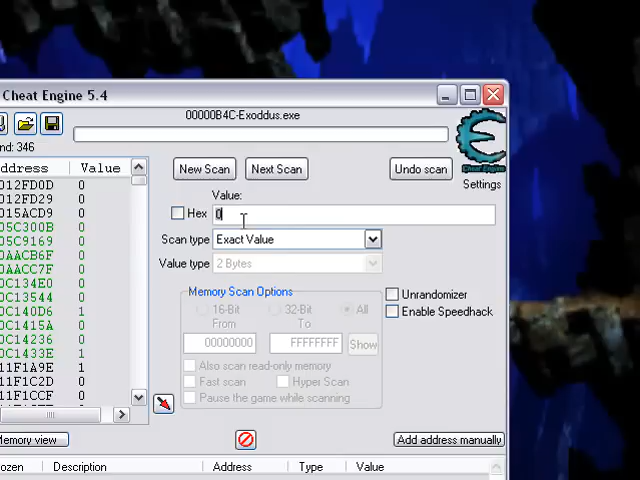 Cheat Engine 5.4
00000B4C-Exoddus.exe
nd: 346
ddress Value
012FD0D 0
012FD29 0
015ACD9 0
05C300B 0
05C9169 0
0AACB6F 0
0ACC7F 0
0C134E0 0
0C13544 0
0C140D6 1
0C1415A 0
0C14236 0
0C1433E 1
11F1A9E 1
11F1C2D 0
11F1CCF 0
New Scan Next Scan Undo scan
Cheat Engine
Settings
Value:
Hex 0
Scan type Exact Value
Value type 2 Bytes
Memory Scan Options
16-Bit 32-Bit All
From To
00000000 FFFFFFFF Show
Also scan read-only memory
Fast scan Hyper Scan
Pause the game while scanning
Unrandomizer
Enable Speedhack
Memory view
Add address manually
ozen Description Address Type Value